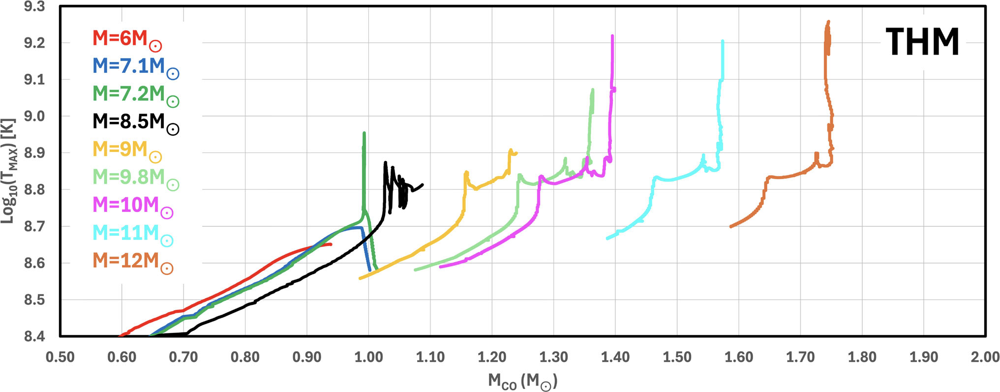 THM
M=6M☉
M=7.1M☉
M=7.2M☉
M=8.5M☉
M=9M☉
M=9.8M☉
M=10M☉
M=11M☉
M=12M☉
Log10(TMAX) [K]
9.3
9.2
9.1
9.0
8.9
8.8
8.7
8.6
8.5
8.4
0.50 0.60 0.70 0.80 0.90 1.00 1.10 1.20 1.30 1.40 1.50 1.60 1.70 1.80 1.90 2.00
MCO (M☉)